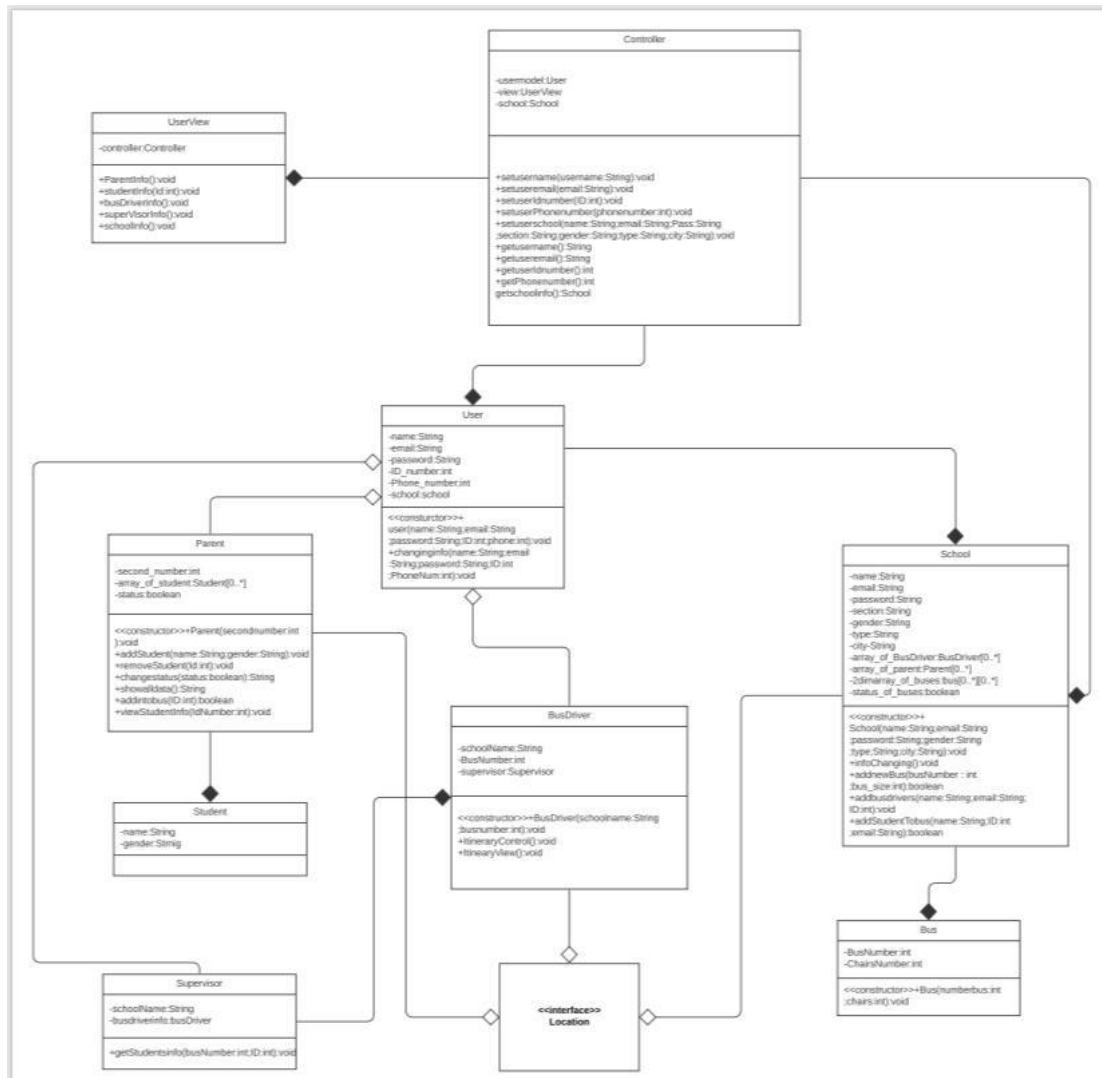 Controller
-usermodel:User
-view:UserView
-school:School
+setusername(username:String):void
+setuseremail(email:String):void
+setuserIdnumber(ID:int):void
+setuserPhonenumber(phonenumber:int):void
+setuserschool(name:String;email:String;Pass:String
;section:String;gender:String;type:String;city:String):void
+getusername():String
+getuseremail():String
+getuserIdnumber():int
+getPhonenumber():int
getschoolinfo():School
UserView
-controller:Controller
+ParentInfo():void
+studentInfo(Id:int):void
+busDriverInfo():void
+superVisorInfo():void
+schoolInfo():void
User
-name:String
-email:String
-password:String
-ID_number:int
-Phone_number:int
-school:school
<<consturctor>>+
user(name:String;email:String
;password:String;ID:int;phone:int):void
+changinginfo(name:String;email
:String;password:String;ID:int
;PhoneNum:int):void
Parent
-second_number:int
-array_of_student:Student[0..*]
-status:boolean
<<constructor>>+Parent(secondnumber:int
):void
+addStudent(name:String;gender:String):void
+removeStudent(Id:int):void
+changestatus(status:boolean):String
+showalldata():String
+addintobus(ID:int):boolean
+viewStudentInfo(IdNumber:int):void
School
-name:String
-email:String
-password:String
-section:String
-gender:String
-type:String
-city-String
-array_of_BusDriver:BusDriver[0..*]
-array_of_parent:Parent[0..*]
-2dimarray_of_buses:bus[0..*][0..*]
-status_of_buses:boolean
<<constructor>>+
School(name:String;email:String
;password:String;gender:String
;type;String;city:String):void
+infoChanging():void
+addnewBus(busNumber : int
;bus_size:int):boolean
+addbusdrivers(name:String;email:String;
ID:int):void
+addStudentTobus(name:String;ID:int
;email:String):boolean
BusDriver
-schoolName:String
-BusNumber:int
-supervisor:Supervisor
<<constructor>>+BusDriver(schoolname:String
;busnumber:int):void
+ItineraryControl():void
+ItinearyView():void
Student
-name:String
-gender:Strnig
Supervisor
-schoolName:String
-busdriverinfo:busDriver
+getStudentsinfo(busNumber:int;ID:int):void
<<interface>>
Location
Bus
-BusNumber:int
-ChairsNumber:int
<<constructor>>+Bus(numberbus:int
;chairs:int):void